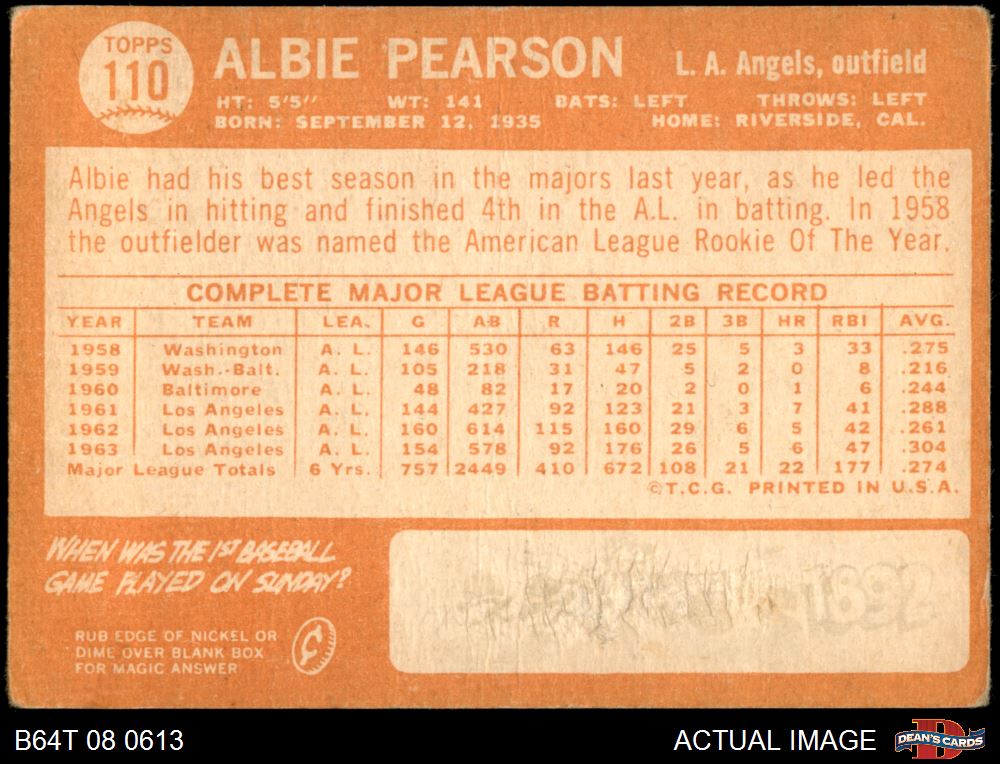 TOPPS
110
ALBIE PEARSON
L. A. Angels, outfield
HT: 5'5" WT: 141 BATS: LEFT THROWS: LEFT
BORN: SEPTEMBER 12, 1935 HOME: RIVERSIDE, CAL.
Albie had his best season in the majors last year, as he led the
Angels in hitting and finished 4th in the A.L. in batting. In 1958
the outfielder was named the American League Rookie Of The Year.
COMPLETE MAJOR LEAGUE BATTING RECORD
YEAR TEAM LEA. G AB R H 2B 3B HR RBI AVG.
1958 Washington A. L. 146 530 63 146 25 5 3 33 .275
1959 Wash.-Balt. A. L. 105 218 31 47 5 2 0 8 .216
1960 Baltimore A. L. 48 82 17 20 2 0 1 6 .244
1961 Los Angeles A. L. 144 427 92 123 21 3 7 41 .288
1962 Los Angeles A. L. 160 614 115 160 29 6 5 42 .261
1963 Los Angeles A. L. 154 578 92 176 26 5 6 47 .304
Major League Totals 6 Yrs. 757 2449 410 672 108 21 22 177 .274
©T.C.G. PRINTED IN U.S.A.
WHEN WAS THE 1ST BASEBALL
GAME PLAYED ON SUNDAY?
RUB EDGE OF NICKEL OR
DIME OVER BLANK BOX
FOR MAGIC ANSWER
¢
B64T 08 0613
ACTUAL IMAGE
D
DEAN'S CARDS